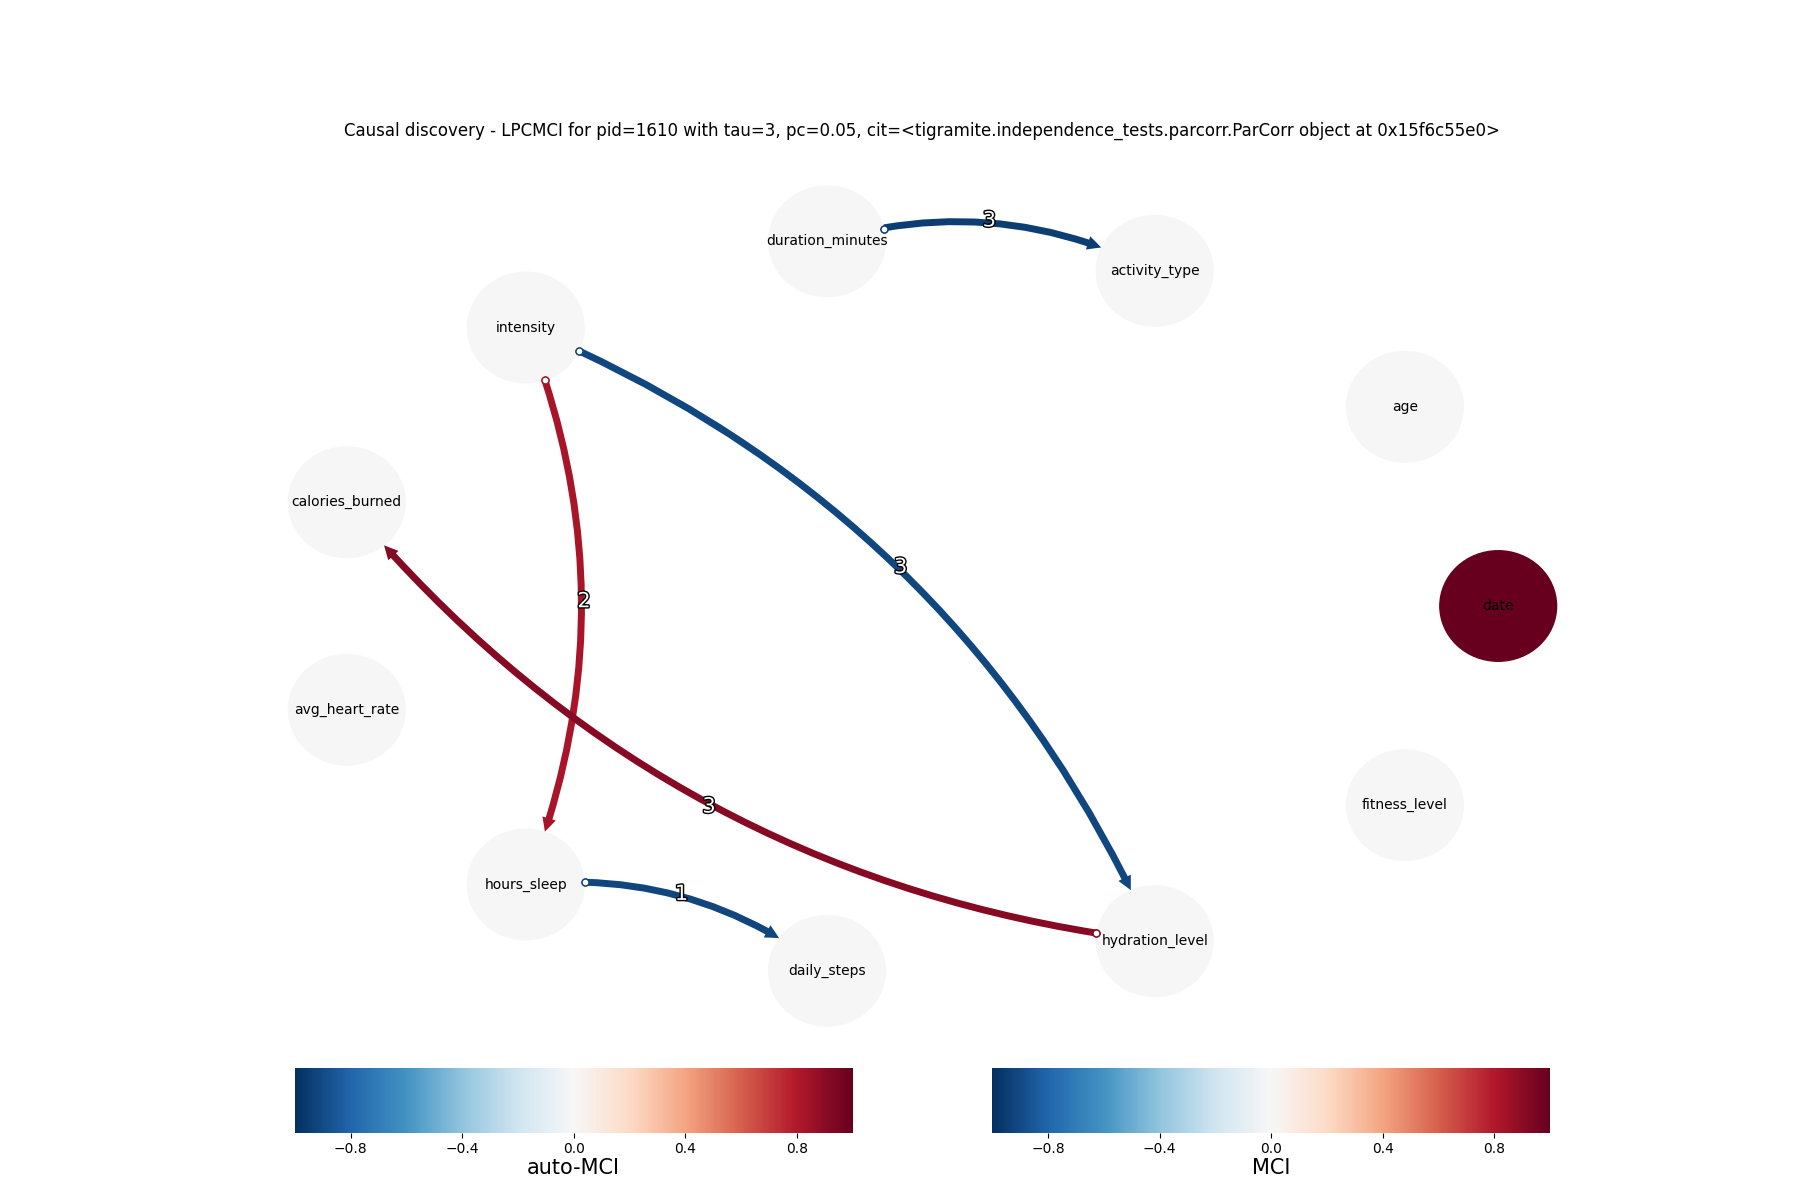 Causal discovery - LPCMCI for pid=1610 with tau=3, pc=0.05, cit=<tigramite.independence_tests.parcorr.ParCorr object at 0x15f6c55e0>
3
duration_minutes
activity_type
intensity
age
calories_burned
3
2
date
avg_heart_rate
3
fitness_level
hours_sleep
1
hydration_level
daily_steps
−0.8 −0.4 0.0 0.4 0.8
auto-MCI
−0.8 −0.4 0.0 0.4 0.8
MCI